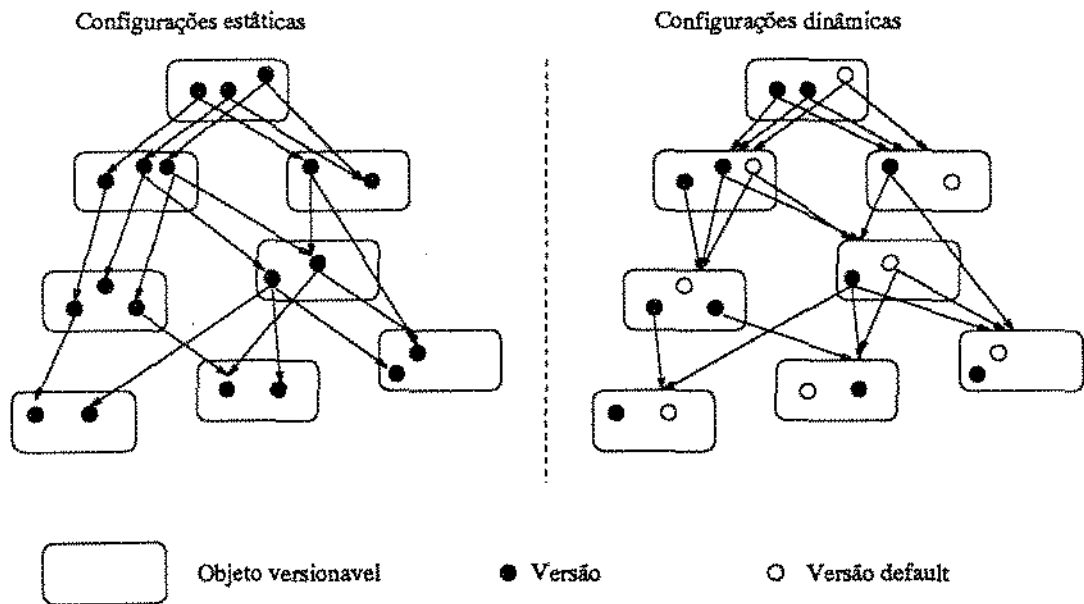 Configurações estáticas
Configurações dinâmicas
Objeto versionavel
Versão
Versão default